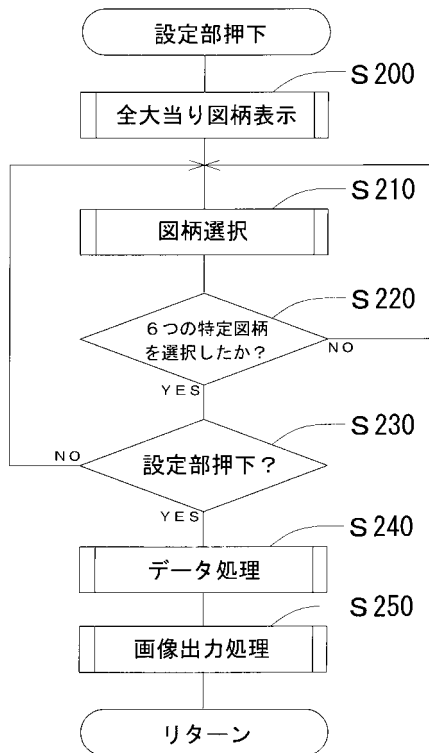 設定部押下
S200
全大当り図柄表示
S210
図柄選択
S220
6つの特定図柄
を選択したか？
NO
YES
S230
設定部押下？
NO
YES
S240
データ処理
S250
画像出力処理
リターン